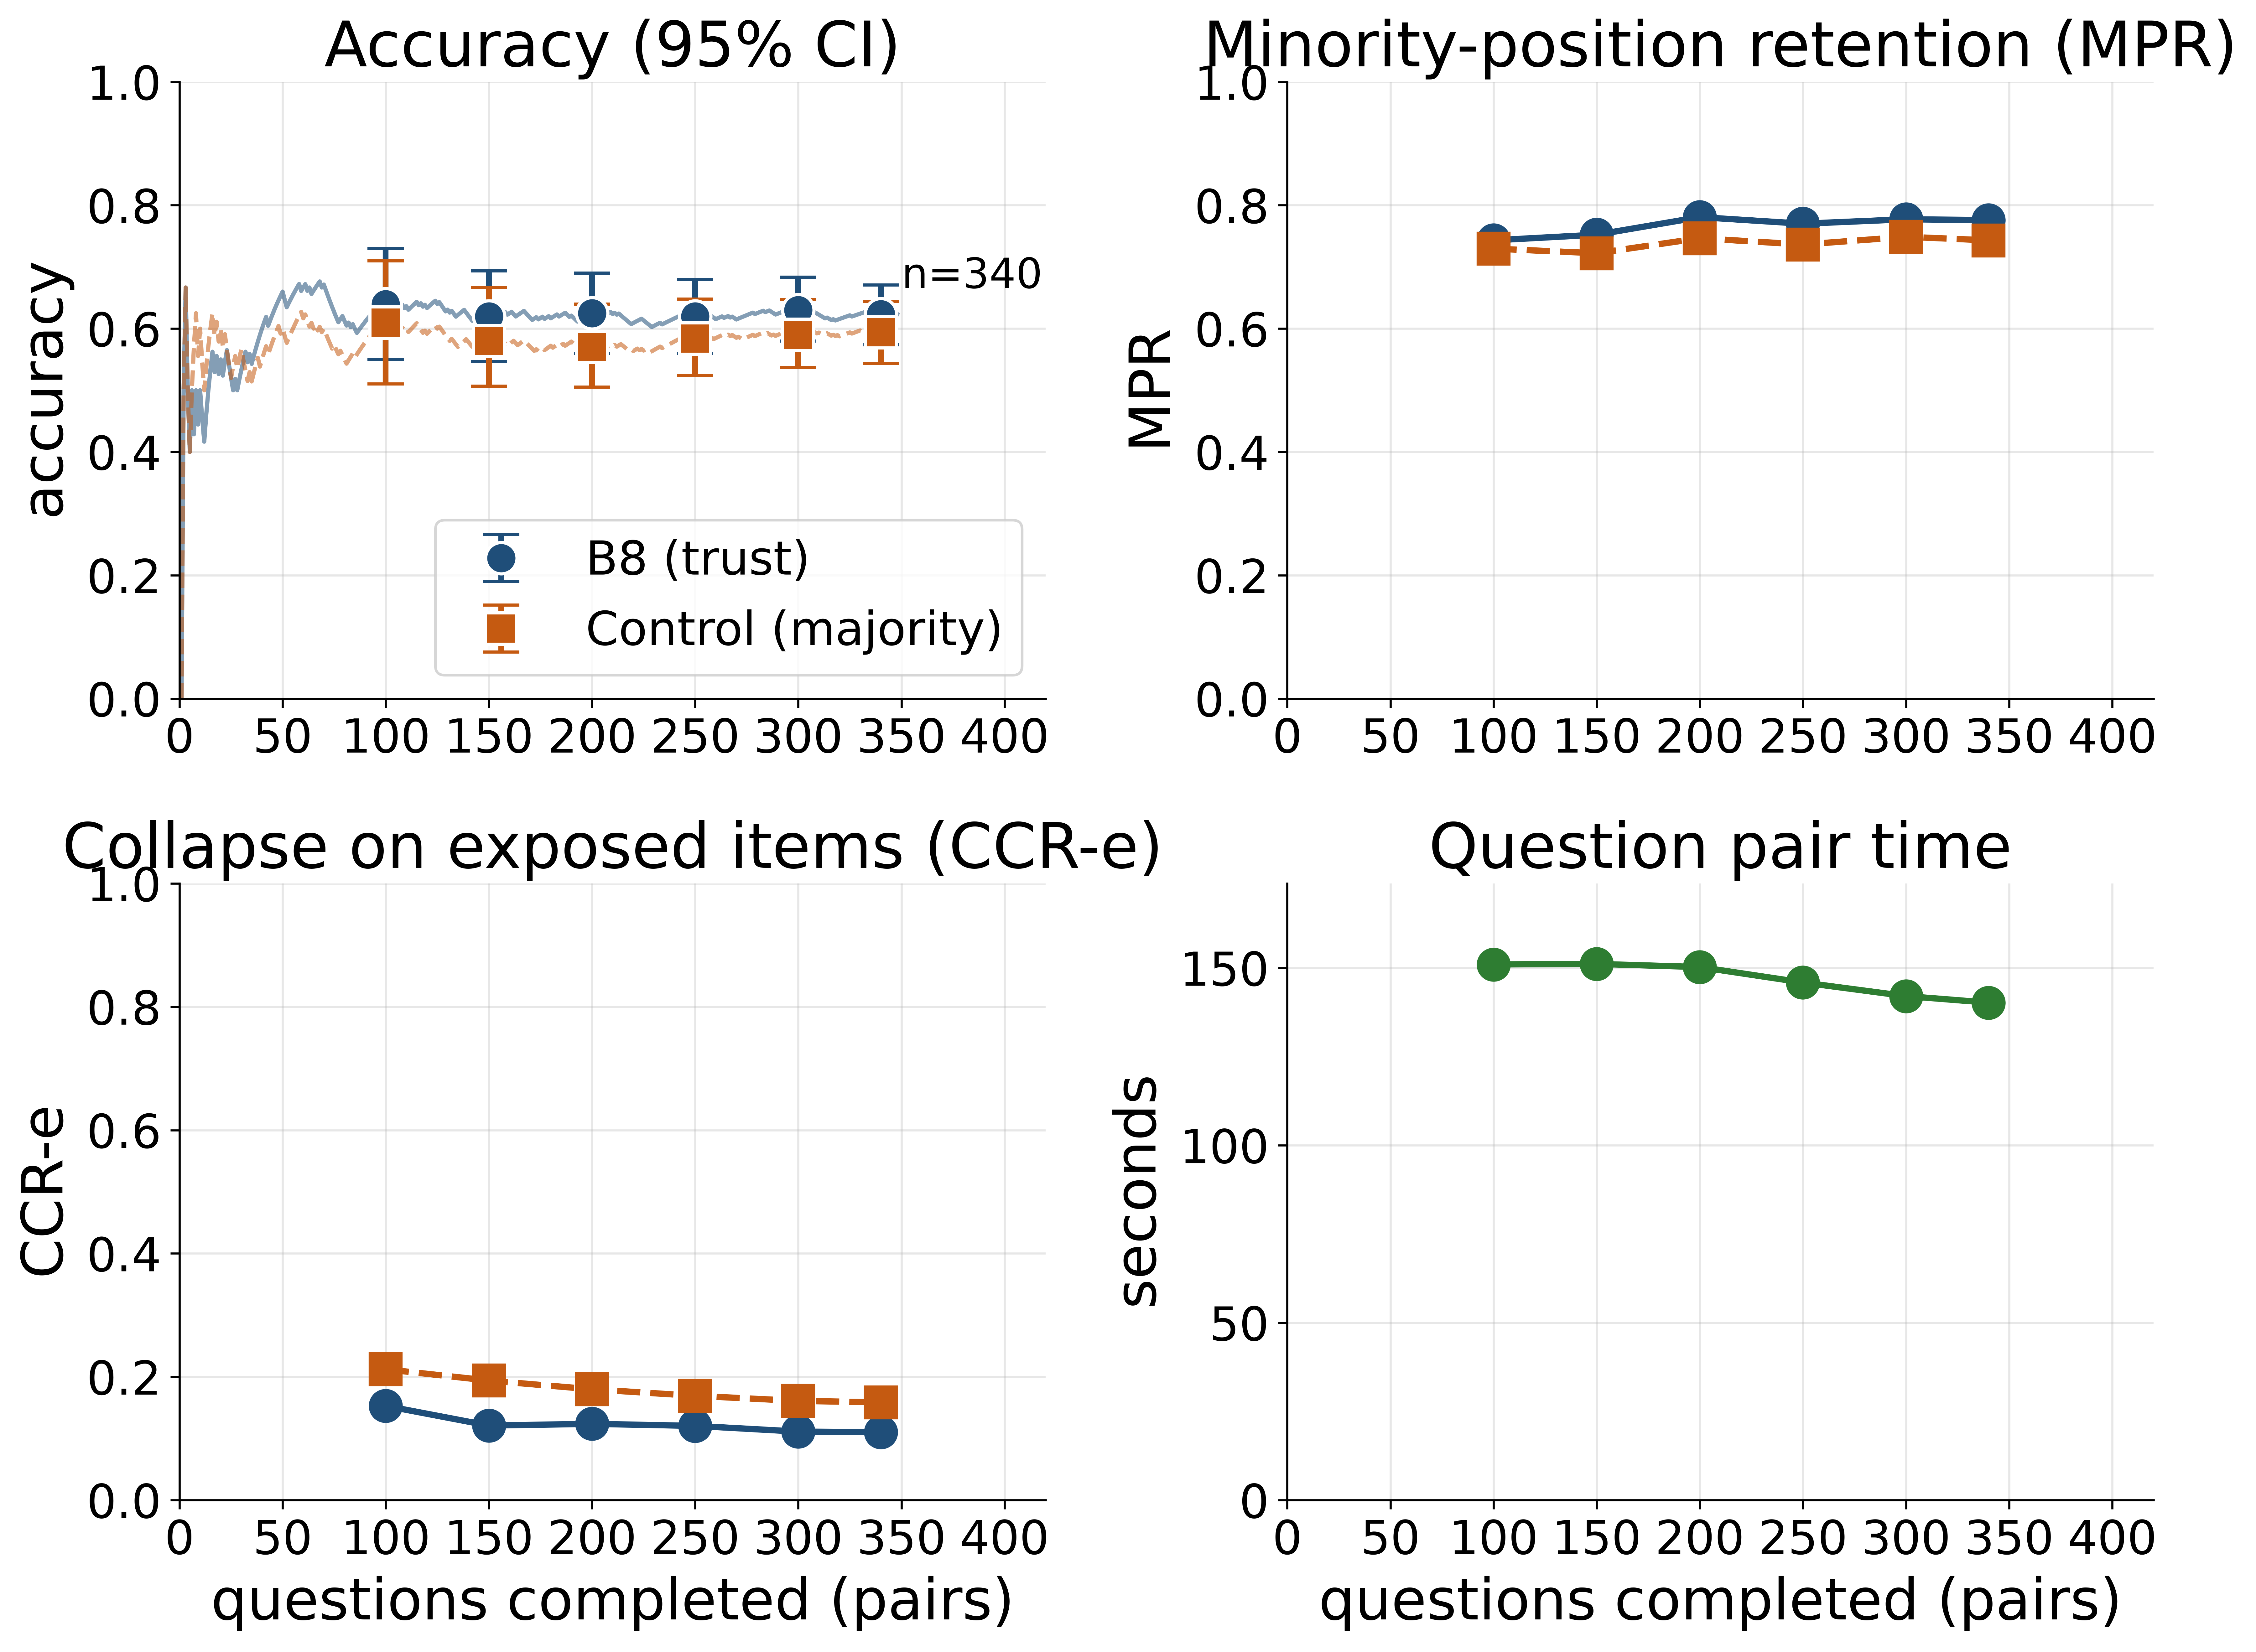 Accuracy (95% CI)
accuracy
1.0
0.8
0.6
0.4
0.2
0.0
n=340
B8 (trust)
Control (majority)
0 50 100 150 200 250 300 350 400
Minority-position retention (MPR)
MPR
1.0
0.8
0.6
0.4
0.2
0.0
0 50 100 150 200 250 300 350 400
Collapse on exposed items (CCR-e)
CCR-e
1.0
0.8
0.6
0.4
0.2
0.0
0 50 100 150 200 250 300 350 400
questions completed (pairs)
Question pair time
seconds
150
100
50
0
0 50 100 150 200 250 300 350 400
questions completed (pairs)